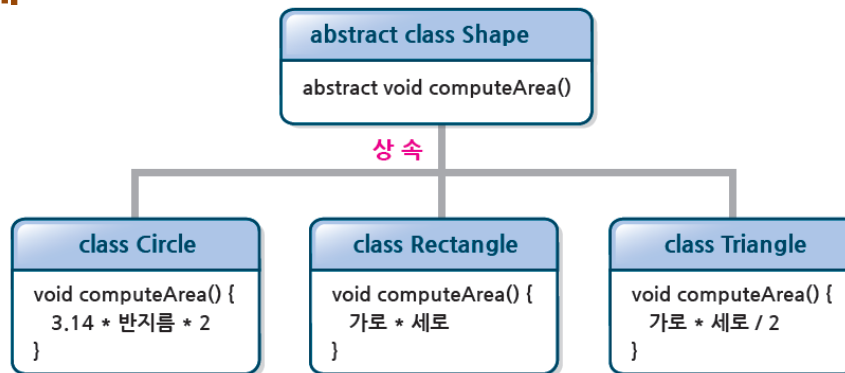 abstract class Shape
abstract void computeArea()
상 속
class Circle
void computeArea() {
3.14 * 반지름 * 2
}
class Rectangle
void computeArea() {
가로 * 세로
}
class Triangle
void computeArea() {
가로 * 세로 / 2
}